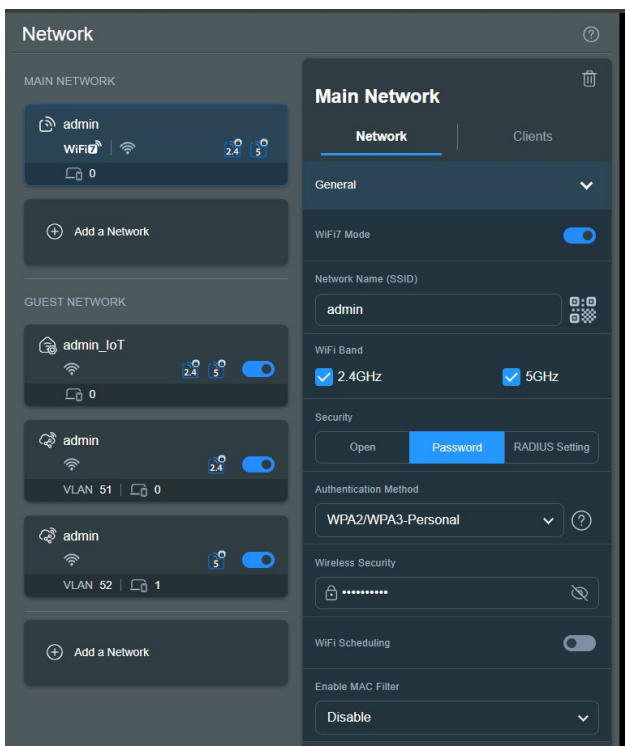 Network
MAIN NETWORK
admin
WiFi 7
2.4 5
0
Add a Network
GUEST NETWORK
admin_IoT
2.4 5
0
admin
2.4
VLAN 51 0
admin
5
VLAN 52 1
Add a Network
Main Network
Network Clients
General
WiFi7 Mode
Network Name (SSID)
admin
WiFi Band
2.4GHz 5GHz
Security
Open Password RADIUS Setting
Authentication Method
WPA2/WPA3-Personal
Wireless Security
••••••••••
WiFi Scheduling
Enable MAC Filter
Disable